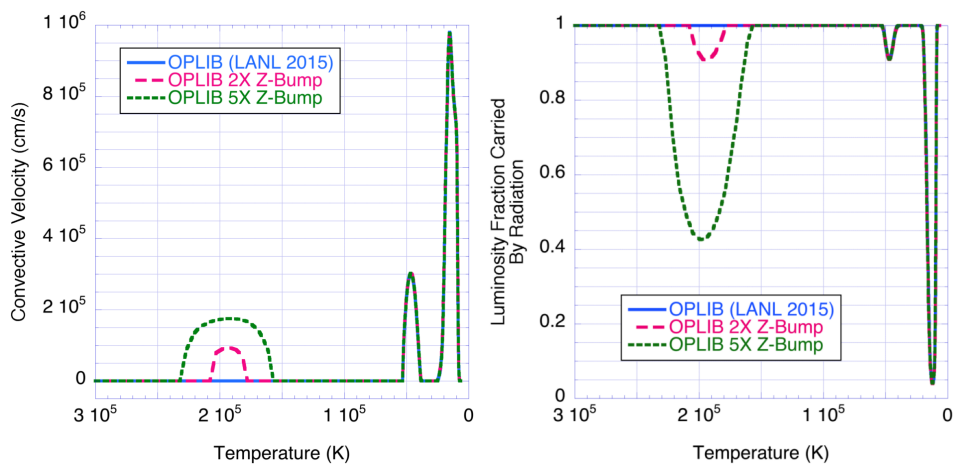 1 10⁶
8 10⁵
6 10⁵
4 10⁵
2 10⁵
0
Convective Velocity (cm/s)
OPLIB (LANL 2015)
OPLIB 2X Z-Bump
OPLIB 5X Z-Bump
3 10⁵
2 10⁵
1 10⁵
0
Temperature (K)
1
0.8
0.6
0.4
0.2
0
Luminosity Fraction Carried
By Radiation
OPLIB (LANL 2015)
OPLIB 2X Z-Bump
OPLIB 5X Z-Bump
3 10⁵
2 10⁵
1 10⁵
0
Temperature (K)